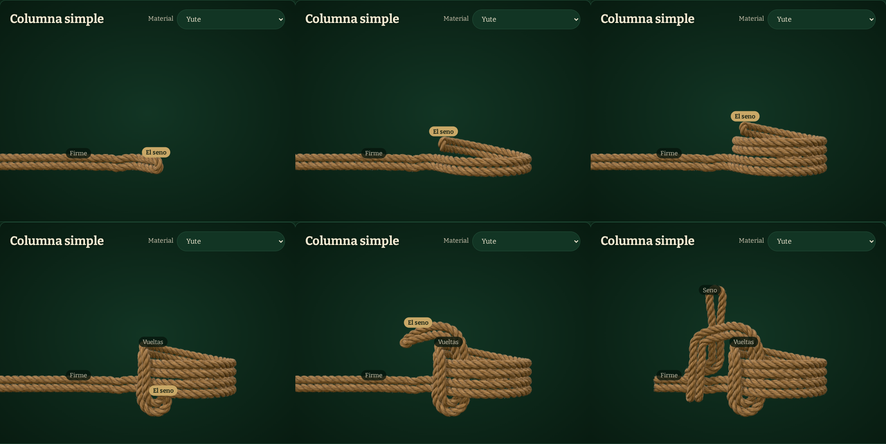 Columna simple
Material
Yute
El seno
Firme
Columna simple
Material
Yute
El seno
Firme
Columna simple
Material
Yute
El seno
Firme
Columna simple
Material
Yute
Vueltas
Firme
El seno
Columna simple
Material
Yute
El seno
Vueltas
Firme
Columna simple
Material
Yute
Seno
Vueltas
Firme